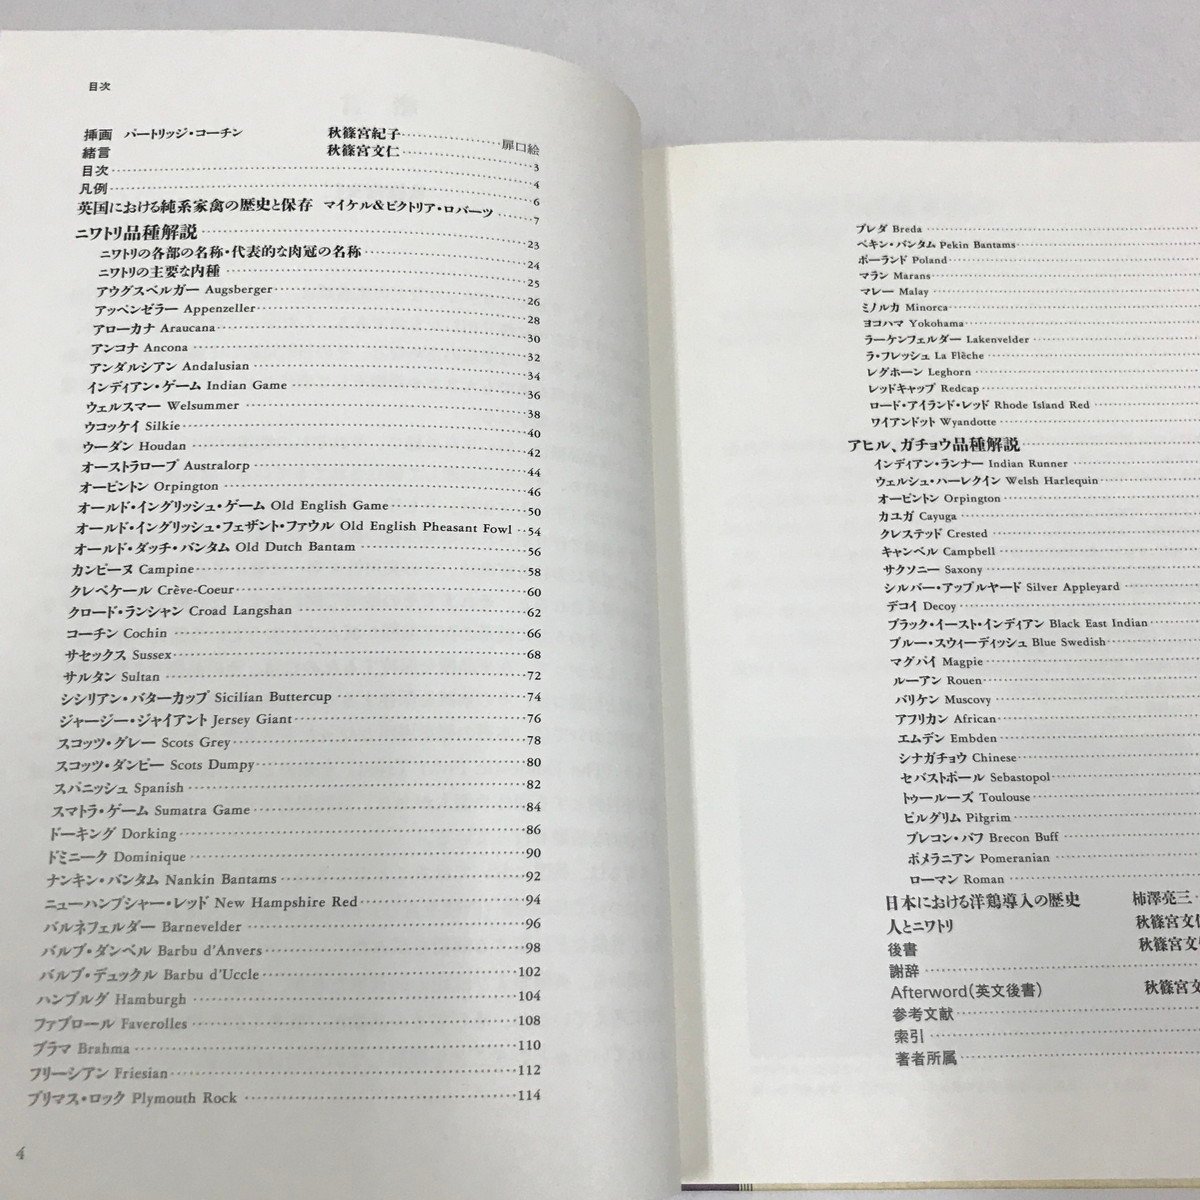 目次
挿画 パートリッジ・コーチン 秋篠宮紀子……扉口絵
緒言 秋篠宮文仁……3
目次……4
凡例……6
英国における純系家禽の歴史と保存 マイケル&ビクトリア・ロバーツ……7
ニワトリ品種解説……23
ニワトリの各部の名称・代表的な肉冠の名称……24
ニワトリの主要な内種……25
アウグスベルガー Augsberger……26
アッペンゼラー Appenzeller……28
アローカナ Araucana……30
アンコナ Ancona……32
アンダルシアン Andalusian……34
インディアン・ゲーム Indian Game……36
ウェルスマー Welsummer……38
ウコッケイ Silkie……40
ウーダン Houdan……42
オーストラロープ Australorp……44
オーピントン Orpington……46
オールド・イングリッシュ・ゲーム Old English Game……50
オールド・イングリッシュ・フェザント・ファウル Old English Pheasant Fowl……54
オールド・ダッチ・バンタム Old Dutch Bantam……56
カンピーヌ Campine……58
クレベケール Crève-Coeur……60
クロード・ランシャン Croad Langshan……62
コーチン Cochin……66
サセックス Sussex……68
サルタン Sultan……72
シシリアン・バターカップ Sicilian Buttercup……74
ジャージー・ジャイアント Jersey Giant……76
スコッツ・グレー Scots Grey……78
スコッツ・ダンピー Scots Dumpy……80
スパニッシュ Spanish……82
スマトラ・ゲーム Sumatra Game……84
ドーキング Dorking……86
ドミニーク Dominique……90
ナンキン・バンタム Nankin Bantams……92
ニューハンプシャー・レッド New Hampshire Red……94
バルネフェルダー Barnevelder……96
バルブ・ダンベル Barbu d'Anvers……98
バルブ・デュックル Barbu d'Uccle……102
ハンブルグ Hamburgh……104
ファブロール Faverolles……108
ブラマ Brahma……110
フリーシアン Friesian……112
プリマス・ロック Plymouth Rock……114
4
ブレダ Breda……
ペキン・バンタム Pekin Bantams……
ポーランド Poland……
マラン Marans……
マレー Malay……
ミノルカ Minorca……
ヨコハマ Yokohama……
ラーケンフェルダー Lakenvelder……
ラ・フレッシュ La Flèche……
レグホーン Leghorn……
レッドキャップ Redcap……
ロード・アイランド・レッド Rhode Island Red……
ワイアンドット Wyandotte……
アヒル、ガチョウ品種解説……
インディアン・ランナー Indian Runner……
ウェルシュ・ハーレクイン Welsh Harlequin……
オーピントン Orpington……
カユガ Cayuga……
クレステッド Crested……
キャンベル Campbell……
サクソニー Saxony……
シルバー・アップルヤード Silver Appleyard……
デコイ Decoy……
ブラック・イースト・インディアン Black East Indian……
ブルー・スウィーディッシュ Blue Swedish……
マグパイ Magpie……
ルーアン Rouen……
バリケン Muscovy……
アフリカン African……
エムデン Embden……
シナガチョウ Chinese……
セバストポール Sebastopol……
トゥールーズ Toulouse……
ピルグリム Pilgrim……
ブレコン・バフ Brecon Buff……
ポメラニアン Pomeranian……
ローマン Roman……
日本における洋鶏導入の歴史 柿澤亮三……
人とニワトリ 秋篠宮文仁
後書 秋篠宮文
謝辞……
Afterword(英文後書) 秋篠宮文
参考文献……
索引……
著者所属……